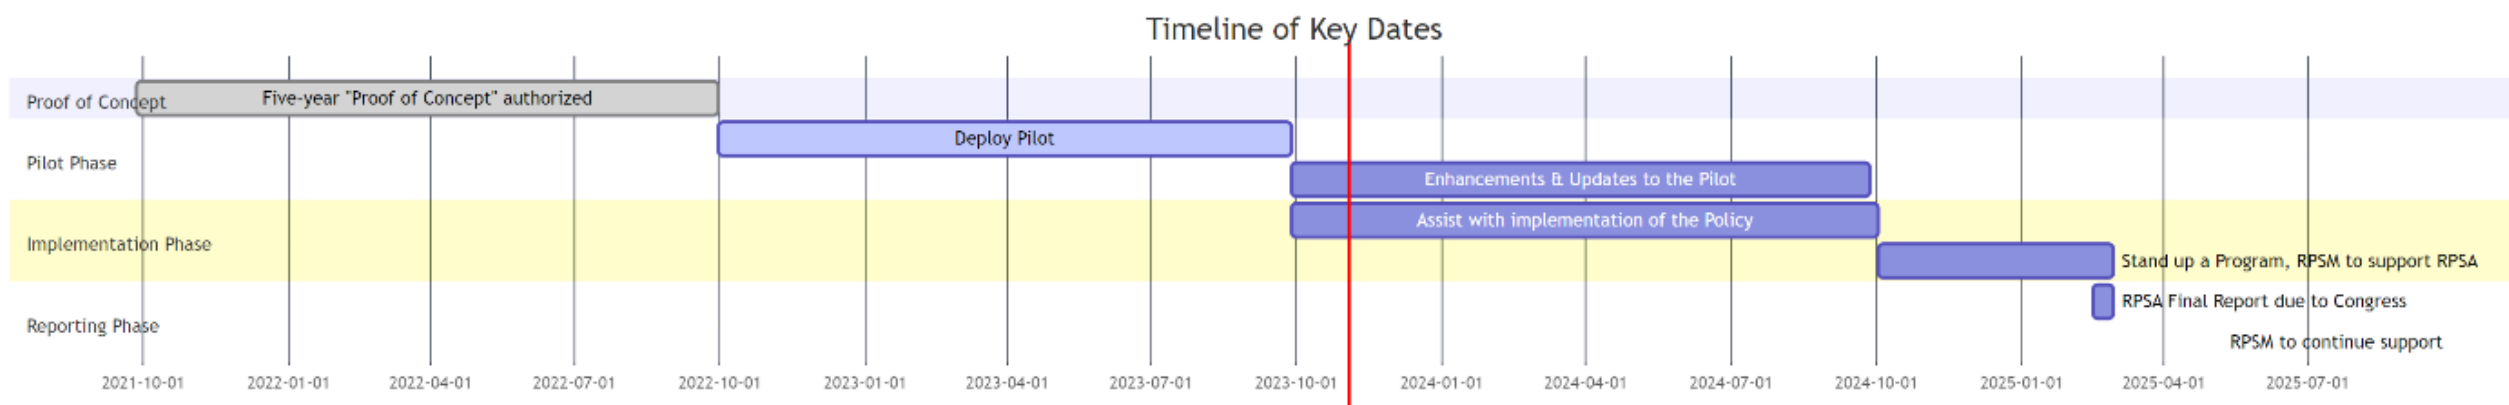 Timeline of Key Dates
Proof of Concept
Five-year "Proof of Concept" authorized
Deploy Pilot
Pilot Phase
Enhancements & Updates to the Pilot
Assist with implementation of the Policy
Implementation Phase
Stand up a Program, RPSM to support RPSA
RPSA Final Report due to Congress
Reporting Phase
RPSM to continue support
2021-10-01 2022-01-01 2022-04-01 2022-07-01 2022-10-01 2023-01-01 2023-04-01 2023-07-01 2023-10-01 2024-01-01 2024-04-01 2024-07-01 2024-10-01 2025-01-01 2025-04-01 2025-07-01